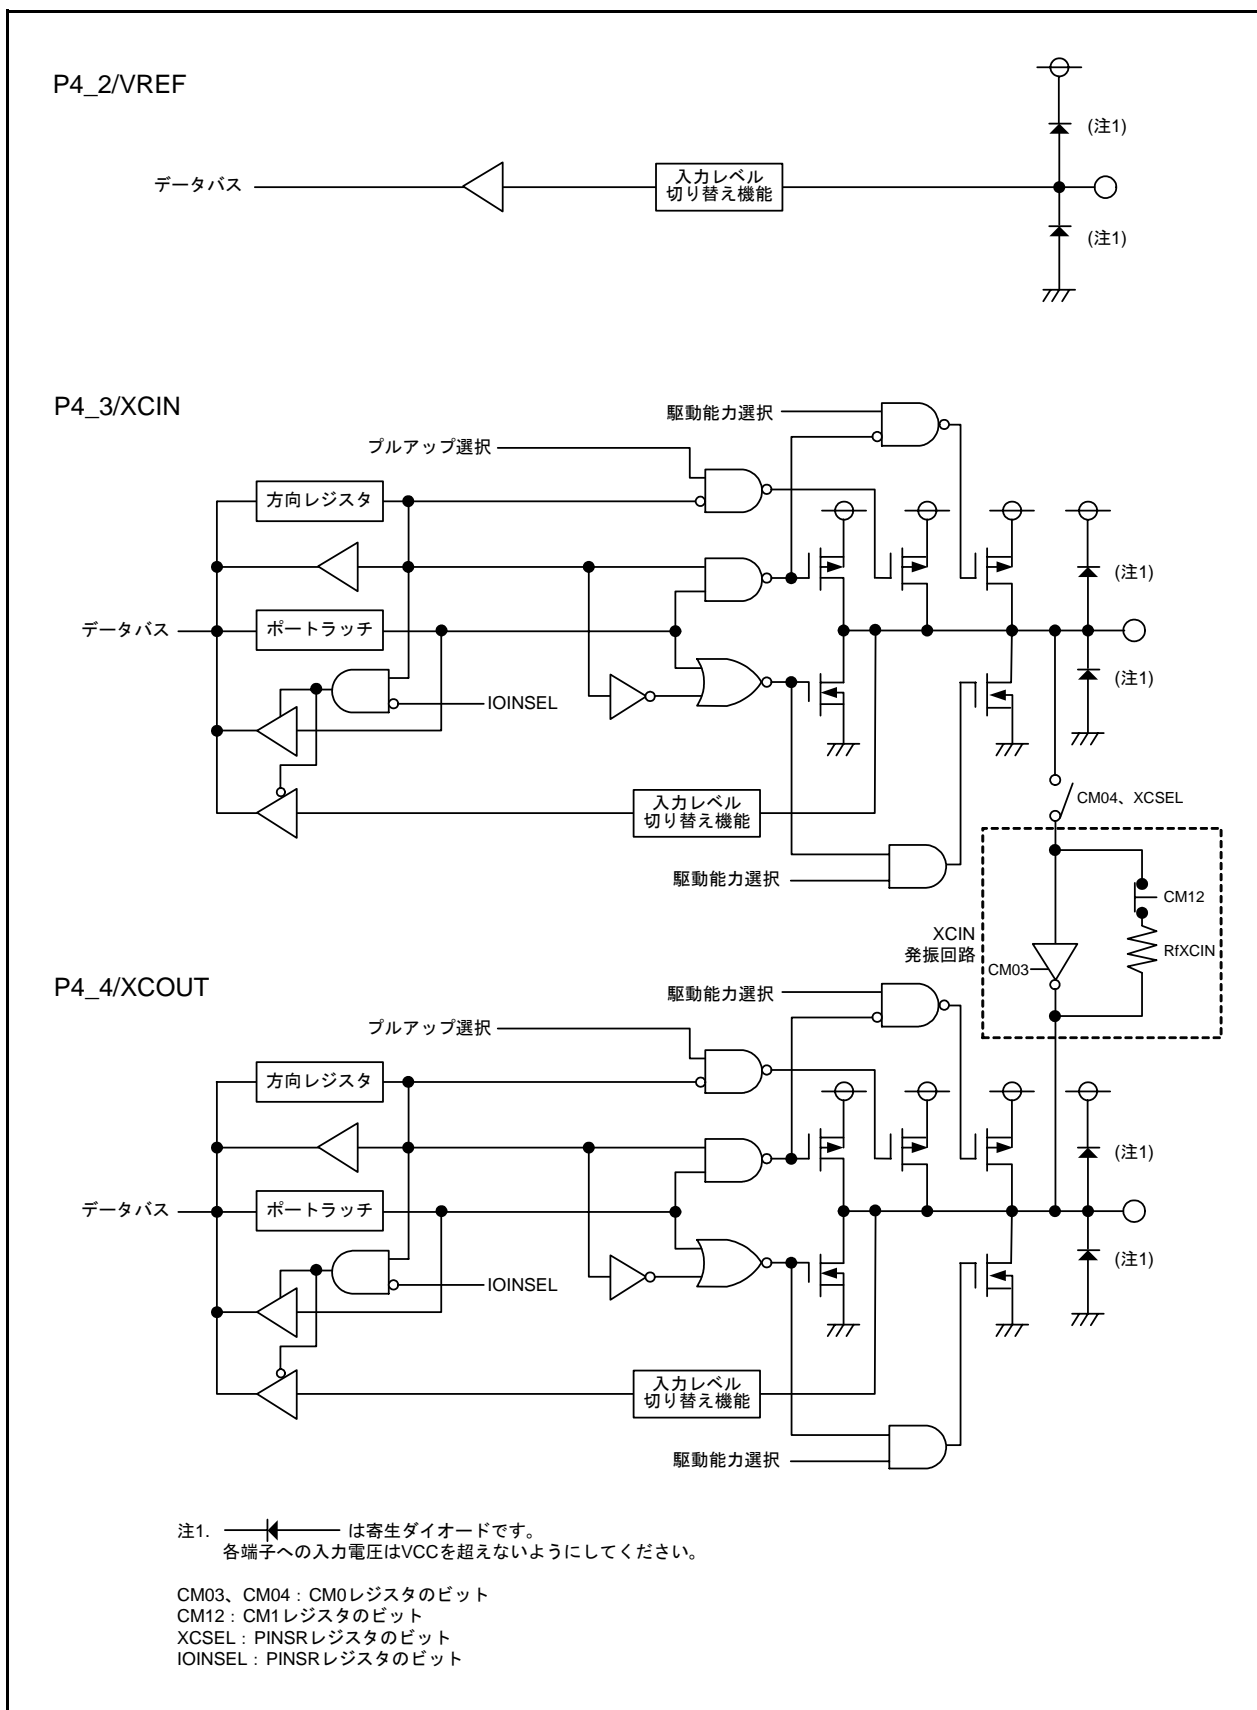 P4_2/VREF
(注1)
データバス
入力レベル
切り替え機能
(注1)
P4_3/XCIN
駆動能力選択
プルアップ選択
方向レジスタ
(注1)
データバス
ポートラッチ
(注1)
IOINSEL
入力レベル
切り替え機能
CM04、XCSEL
駆動能力選択
CM12
XCIN
発振回路
RfXCIN
CM03
P4_4/XCOUT
駆動能力選択
プルアップ選択
方向レジスタ
(注1)
データバス
ポートラッチ
(注1)
IOINSEL
入力レベル
切り替え機能
駆動能力選択
注1. は寄生ダイオードです。
各端子への入力電圧はVCCを超えないようにしてください。
CM03、CM04：CM0レジスタのビット
CM12：CM1レジスタのビット
XCSEL：PINSRレジスタのビット
IOINSEL：PINSRレジスタのビット